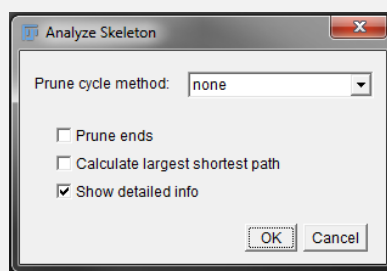 Analyze Skeleton
Prune cycle method: none
Prune ends
Calculate largest shortest path
Show detailed info
OK Cancel